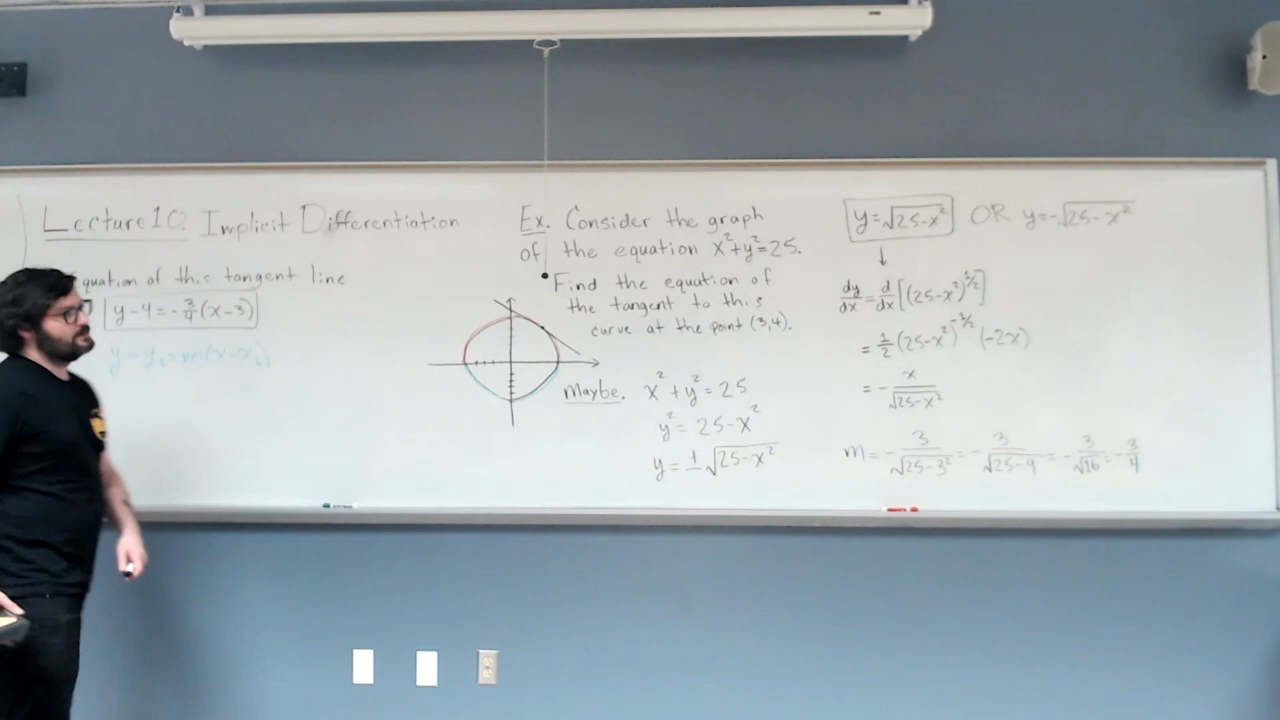 Lecture 10. Implicit Differentiation
quation of this tangent line
y-4=-3/4(x-3)
y-y₁=m(x-x₁)
Ex. Consider the graph
of the equation x²+y²=25.
Find the equation of
the tangent to this
curve at the point (3,4).
Maybe. x²+y²=25
y²=25-x²
y=±√(25-x²)
y=√(25-x²) OR y=-√(25-x²)
↓
dy/dx=d/dx[(25-x²)^(1/2)]
=1/2(25-x²)^(-1/2)(-2x)
=-x/√(25-x²)
m=-3/√(25-3²)=-3/√(25-9)=-3/√16=-3/4